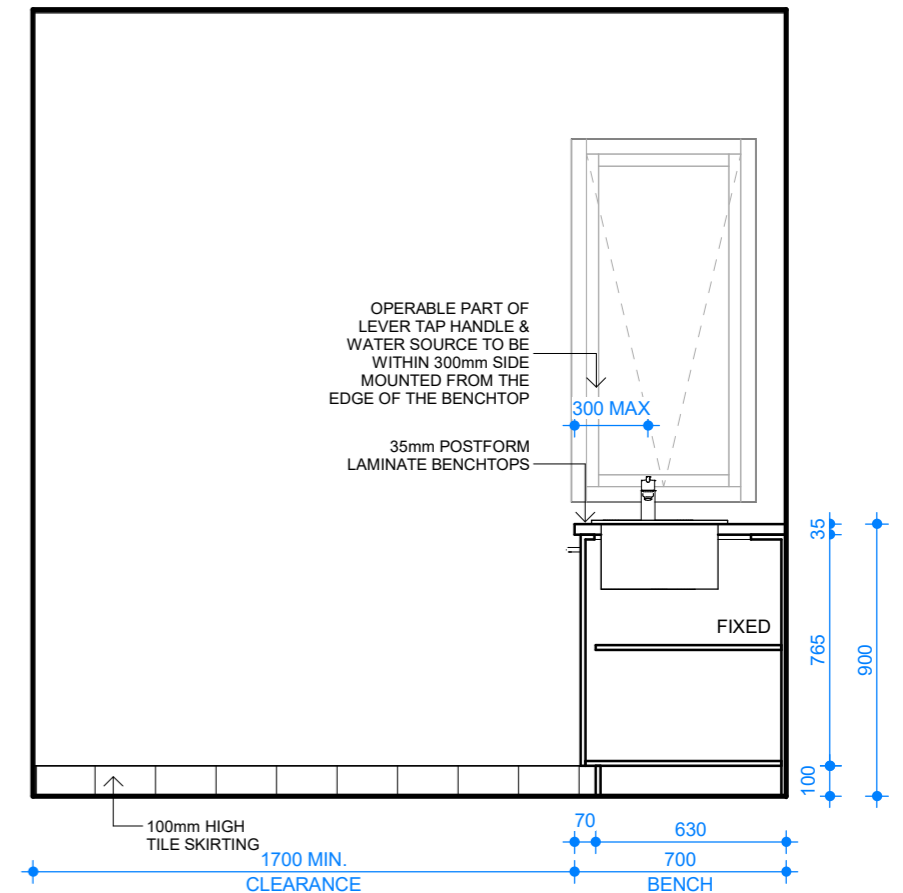 OPERABLE PART OF
LEVER TAP HANDLE &
WATER SOURCE TO BE
WITHIN 300mm SIDE
MOUNTED FROM THE
EDGE OF THE BENCHTOP
300 MAX
35mm POSTFORM
LAMINATE BENCHTOPS
35
FIXED
765
900
100
100mm HIGH
TILE SKIRTING
70
630
1700 MIN.
CLEARANCE
700
BENCH